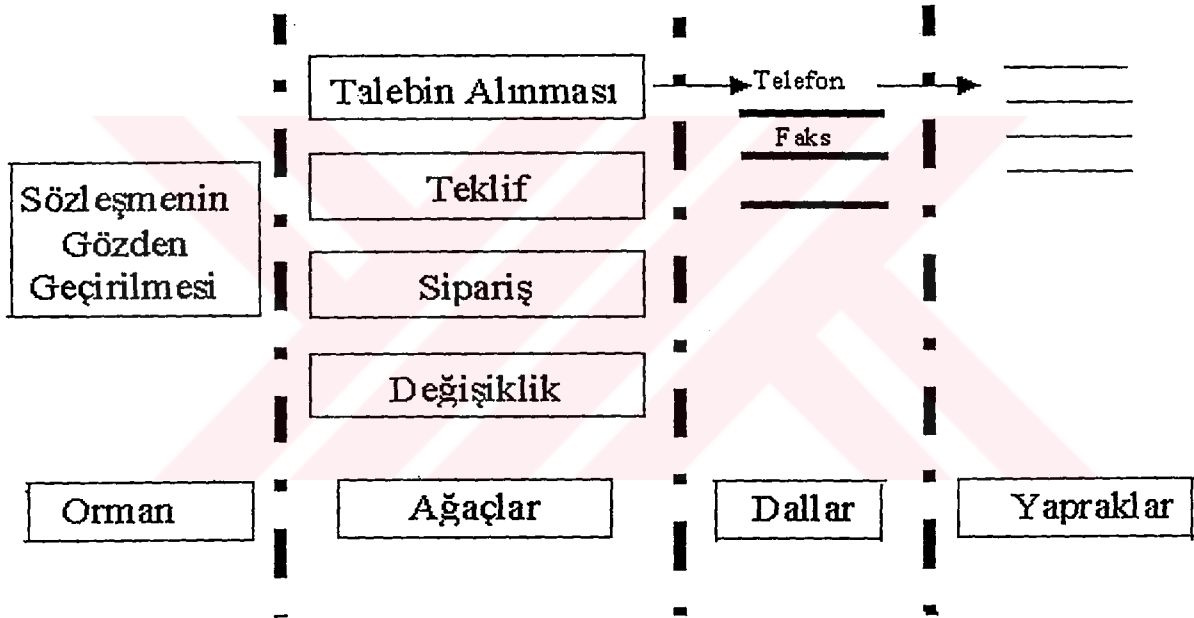 Talebin Alınması
Telefon
Faks
Sözleşmenin
Gözden
Geçirilmesi
Teklif
Sipariş
Değişiklik
Orman
Ağaçlar
Dallar
Yapraklar